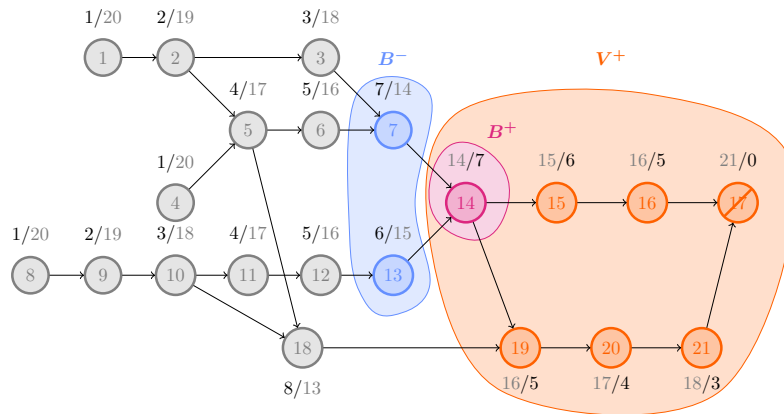 1/20 2/19 3/18
1 2 3
B⁻ V⁺
4/17 5/16 7/14
5 6 7
B⁺
1/20 14/7 15/6 16/5 21/0
4 14 15 16 17
1/20 2/19 3/18 4/17 5/16 6/15
8 9 10 11 12 13
18 19 20 21
8/13 16/5 17/4 18/3